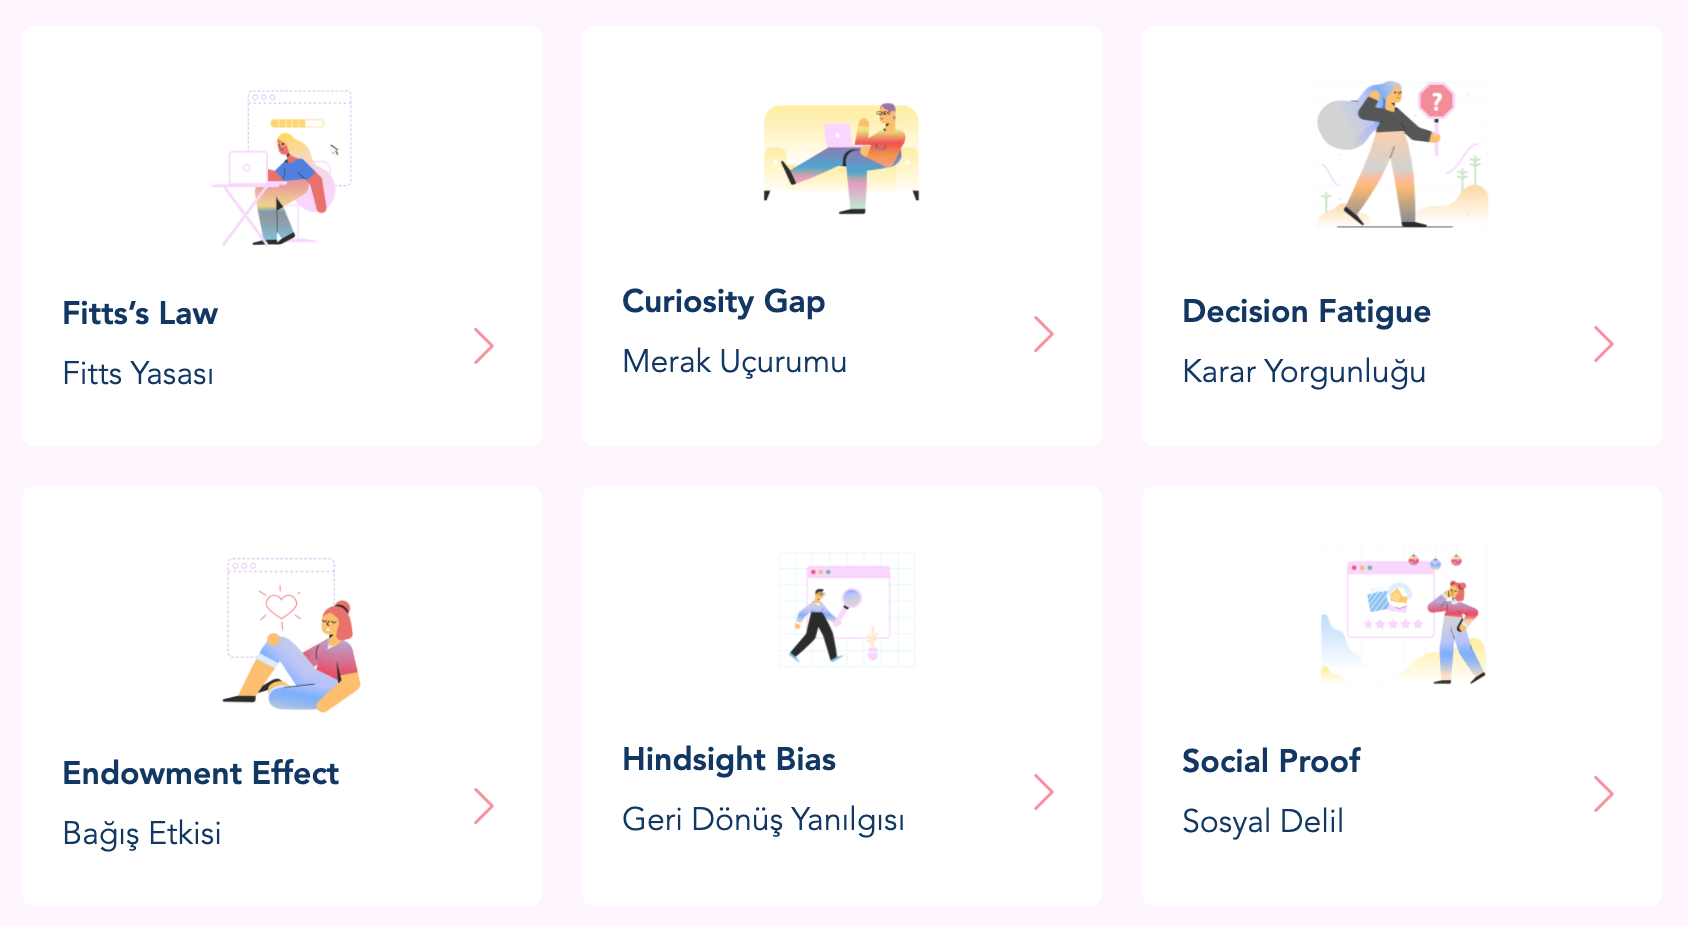 Fitts’s Law
Fitts Yasası
Curiosity Gap
Merak Uçurumu
?
Decision Fatigue
Karar Yorgunluğu
Endowment Effect
Bağış Etkisi
Hindsight Bias
Geri Dönüş Yanılgısı
Social Proof
Sosyal Delil